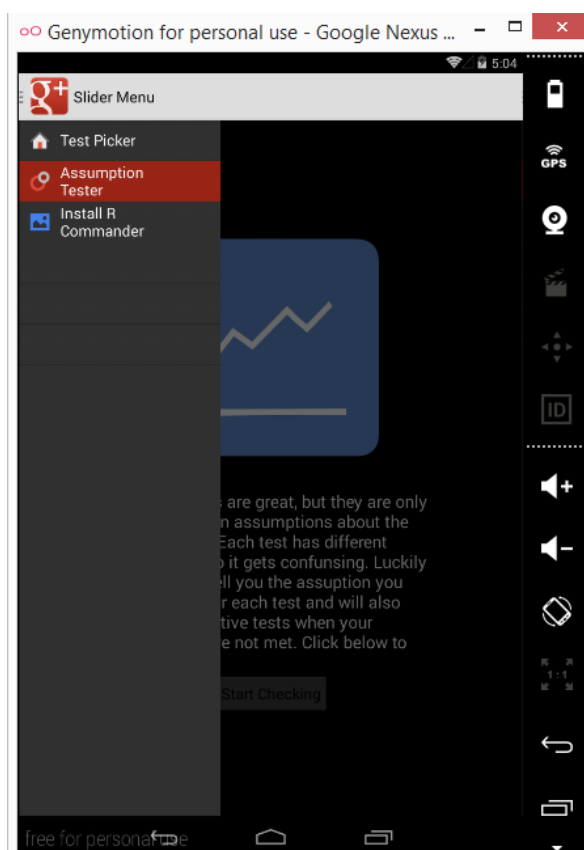 Genymotion for personal use - Google Nexus ...
5:04
g+
Slider Menu
Test Picker
Assumption
Tester
Install R
Commander
GPS
ID
1:1
are great, but they are only
n assumptions about the
Each test has different
it gets confunsing. Luckily
ll you the assuption you
r each test and will also
tive tests when your
e not met. Click below to
Start Checking
free for personal use